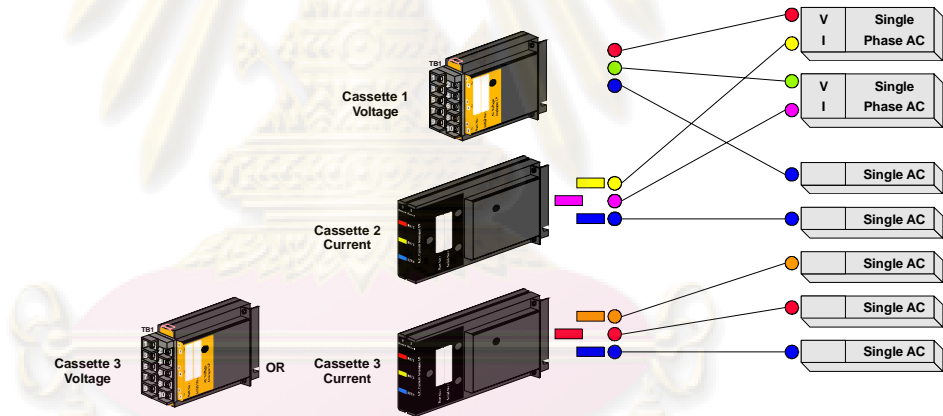 V Single
I Phase AC
TB1
Cassette 1
Voltage
V Single
I Phase AC
Single AC
Cassette 2
Current
Single AC
Single AC
TB1
Single AC
Cassette 3
Voltage
OR
Cassette 3
Current
Single AC